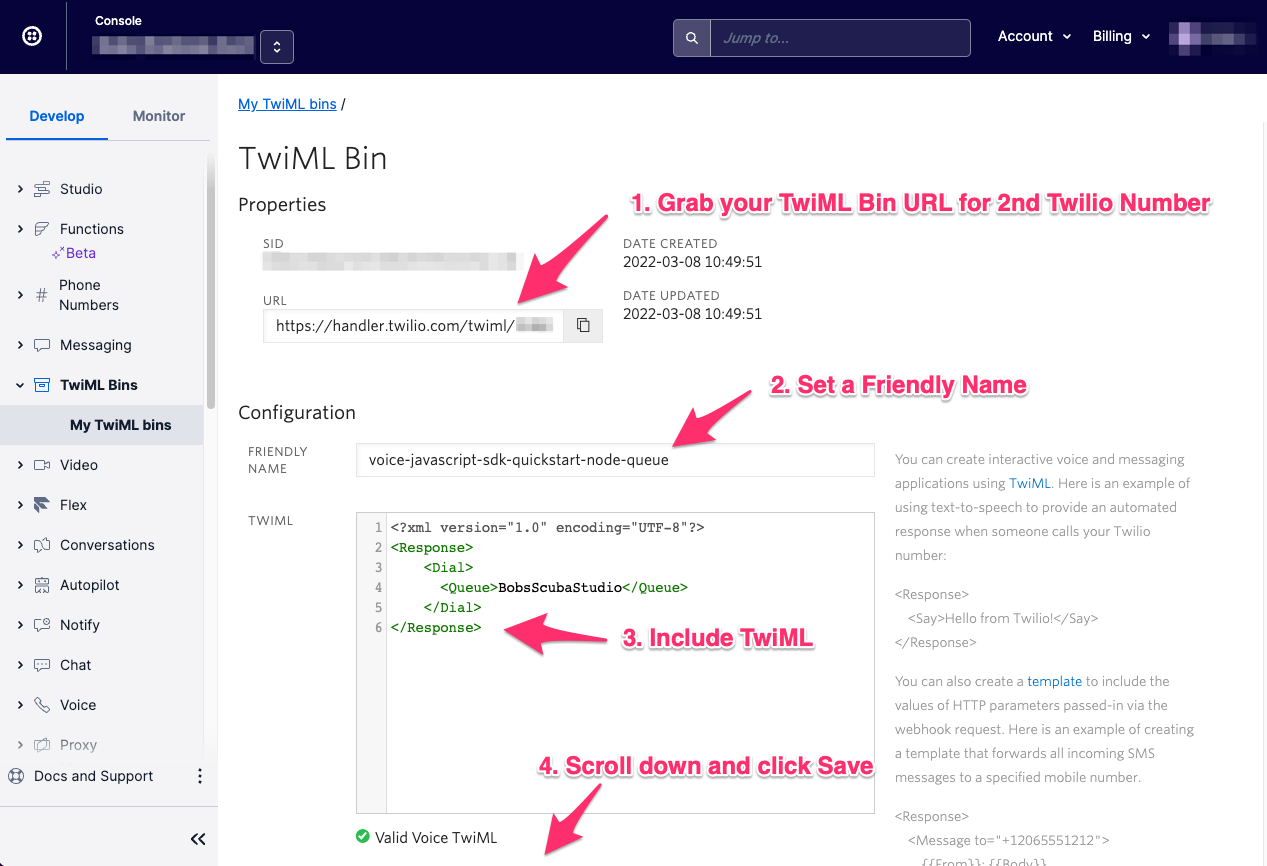 Console
Jump to...
Account
Billing
Develop
Monitor
Studio
Functions
Beta
Phone
Numbers
Messaging
TwiML Bins
My TwiML bins
Video
Flex
Conversations
Autopilot
Notify
Chat
Voice
Proxy
Docs and Support
My TwiML bins /
TwiML Bin
Properties
1. Grab your TwiML Bin URL for 2nd Twilio Number
SID
DATE CREATED
2022-03-08 10:49:51
URL
https://handler.twilio.com/twiml/
DATE UPDATED
2022-03-08 10:49:51
2. Set a Friendly Name
Configuration
FRIENDLY
NAME
voice-javascript-sdk-quickstart-node-queue
TWIML
1 <?xml version="1.0" encoding="UTF-8"?>
2 <Response>
3 <Dial>
4 <Queue>BobsScubaStudio</Queue>
5 </Dial>
6 </Response>
3. Include TwiML
4. Scroll down and click Save
Valid Voice TwiML
You can create interactive voice and messaging
applications using TwiML. Here is an example of
using text-to-speech to provide an automated
response when someone calls your Twilio
number:
<Response>
<Say>Hello from Twilio!</Say>
</Response>
You can also create a template to include the
values of HTTP parameters passed-in via the
webhook request. Here is an example of creating
a template that forwards all incoming SMS
messages to a specified mobile number.
<Response>
<Message to="+12065551212">
{{From}}: {{Body}}